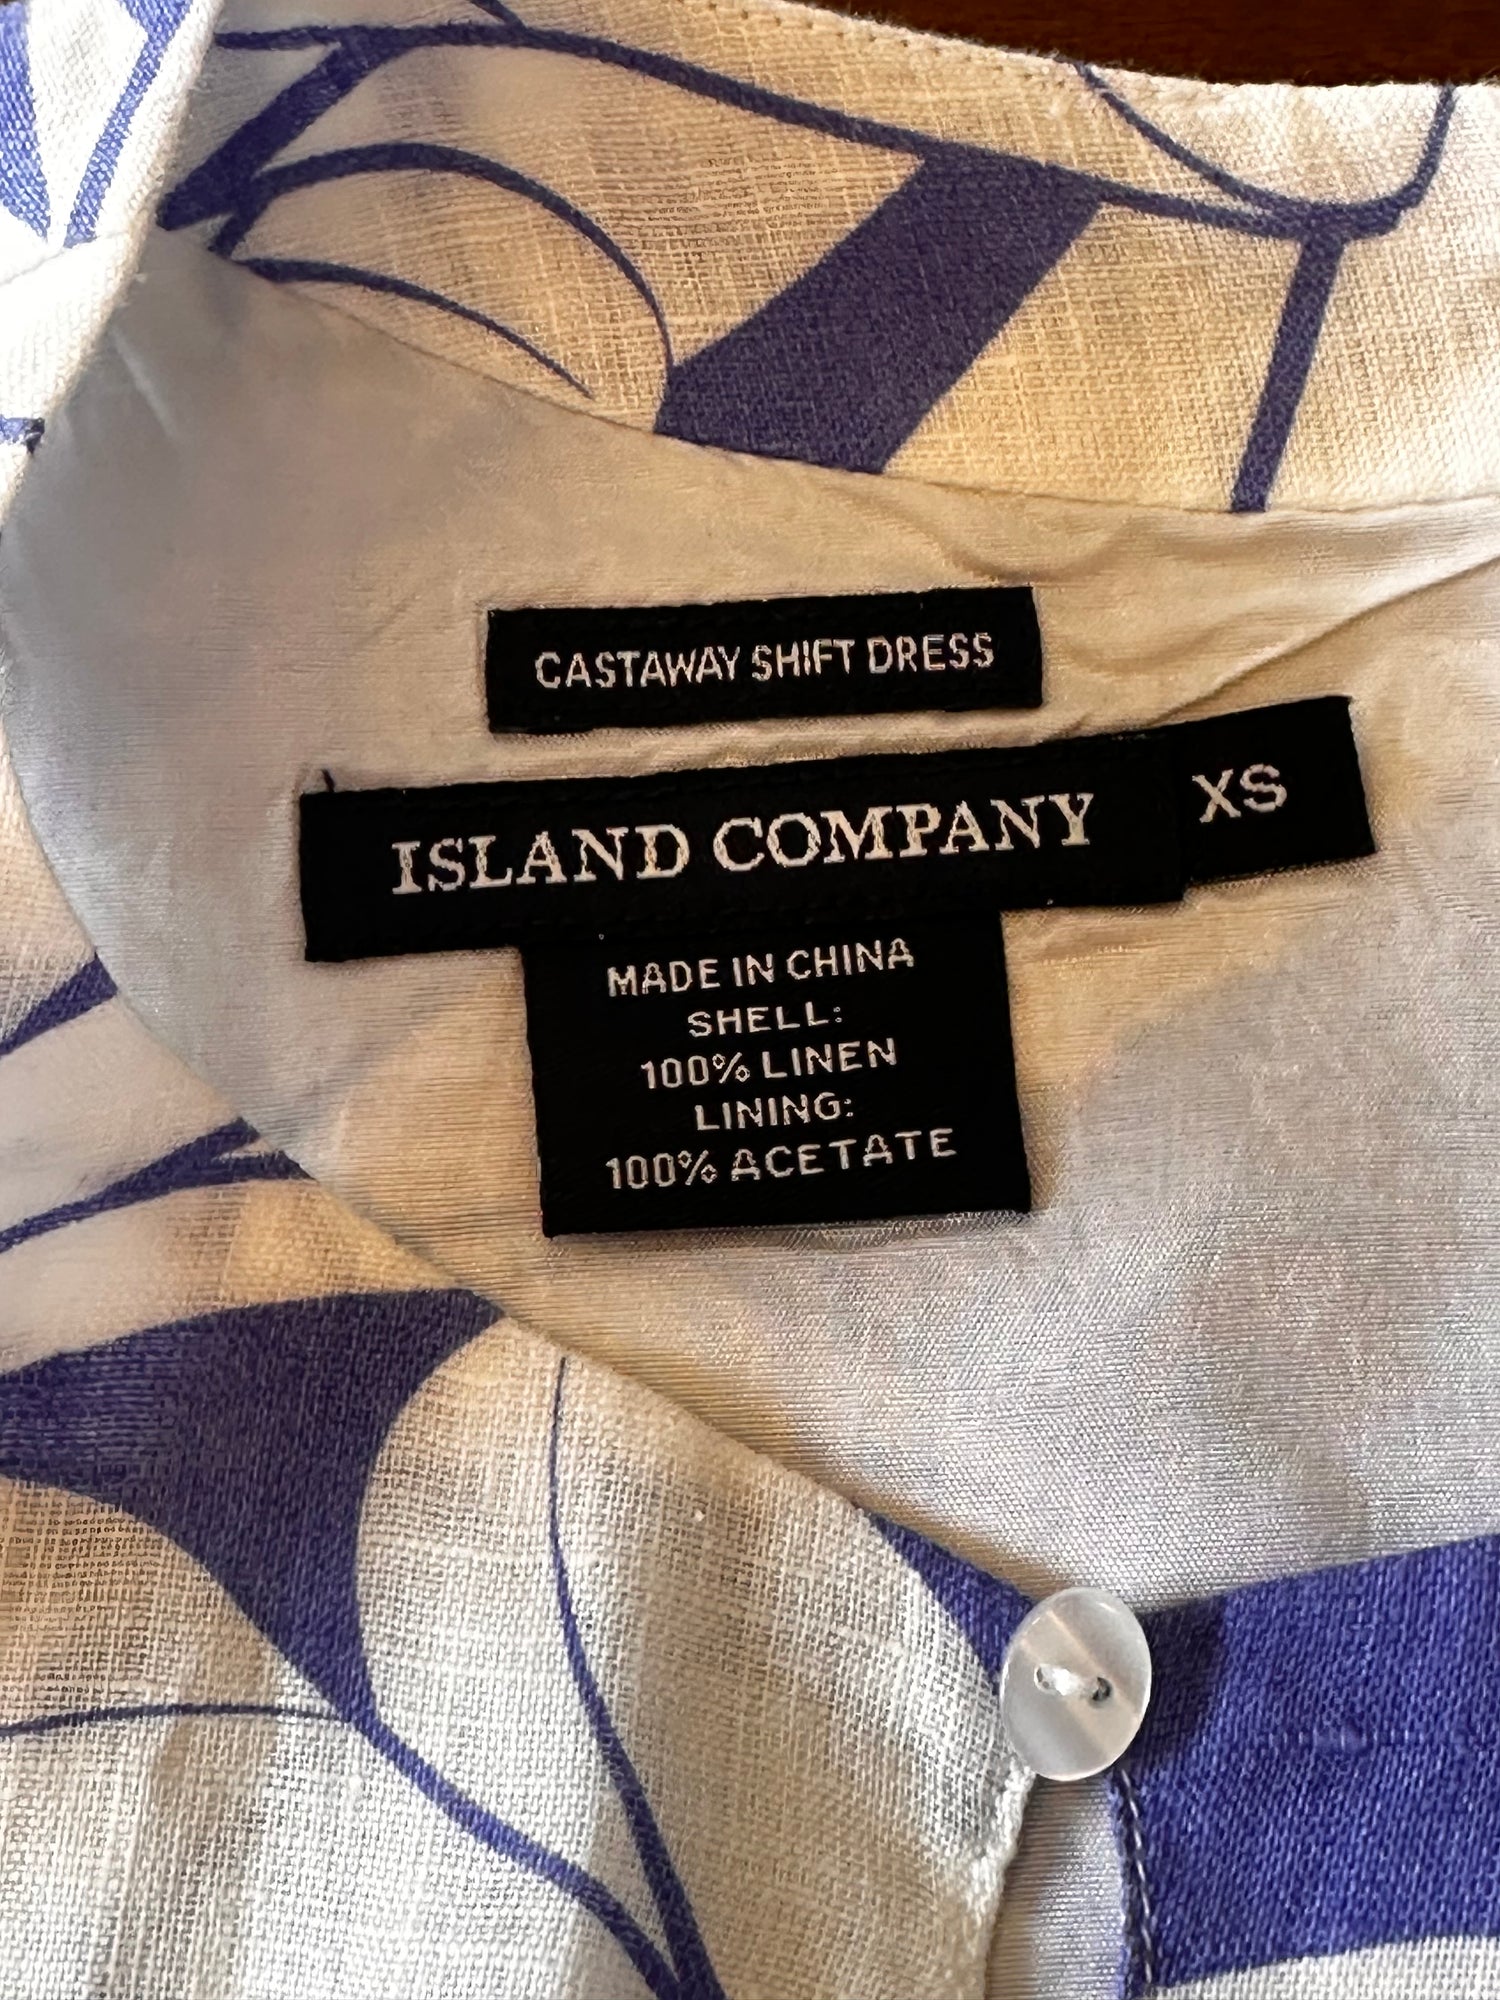 CASTAWAY SHIFT DRESS
ISLAND COMPANY XS
MADE IN CHINA
SHELL:
100% LINEN
LINING:
100% ACETATE